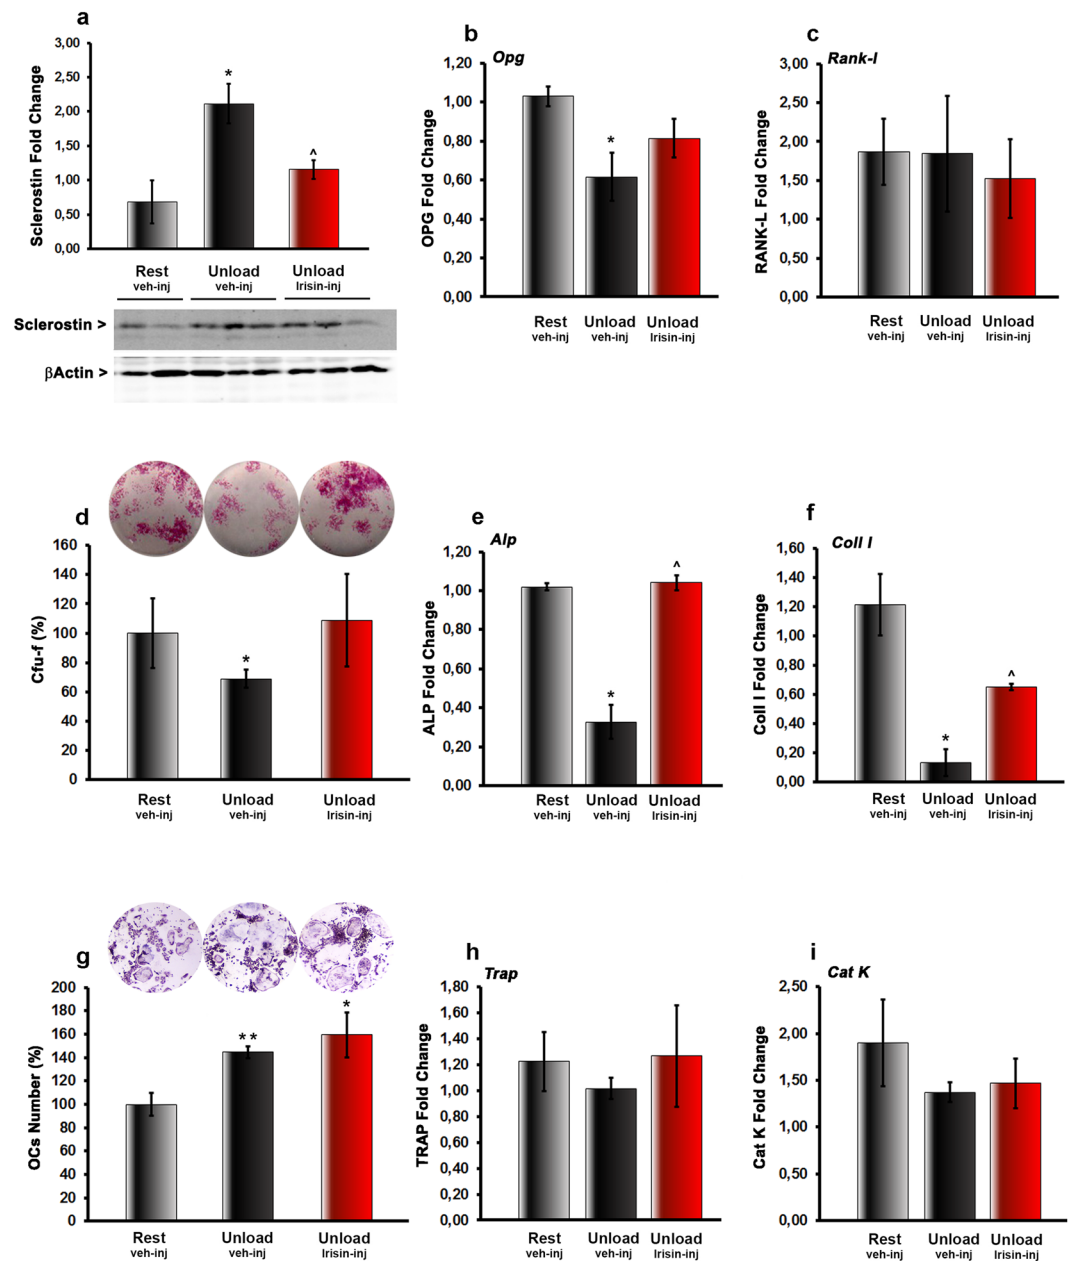 a
Sclerostin Fold Change
3,00
2,50
2,00
1,50
1,00
0,50
0,00
*
^
Rest Unload Unload
veh-inj veh-inj Irisin-inj
Sclerostin >
βActin >
b
Opg
OPG Fold Change
1,20
1,00
0,80
0,60
0,40
0,20
0,00
*
Rest Unload Unload
veh-inj veh-inj Irisin-inj
c
Rank-l
RANK-L Fold Change
3,00
2,50
2,00
1,50
1,00
0,50
0,00
Rest Unload Unload
veh-inj veh-inj Irisin-inj
d
Cfu-f (%)
160
140
120
100
80
60
40
20
0
*
Rest Unload Unload
veh-inj veh-inj Irisin-inj
e
Alp
ALP Fold Change
1,20
1,00
0,80
0,60
0,40
0,20
0,00
*
^
Rest Unload Unload
veh-inj veh-inj Irisin-inj
f
Coll I
Coll I Fold Change
1,60
1,40
1,20
1,00
0,80
0,60
0,40
0,20
0,00
*
^
Rest Unload Unload
veh-inj veh-inj Irisin-inj
g
OCs Number (%)
200
180
160
140
120
100
80
60
40
20
0
**
*
Rest Unload Unload
veh-inj veh-inj Irisin-inj
h
Trap
TRAP Fold Change
1,80
1,60
1,40
1,20
1,00
0,80
0,60
0,40
0,20
0,00
Rest Unload Unload
veh-inj veh-inj Irisin-inj
i
Cat K
Cat K Fold Change
2,50
2,00
1,50
1,00
0,50
0,00
Rest Unload Unload
veh-inj veh-inj Irisin-inj